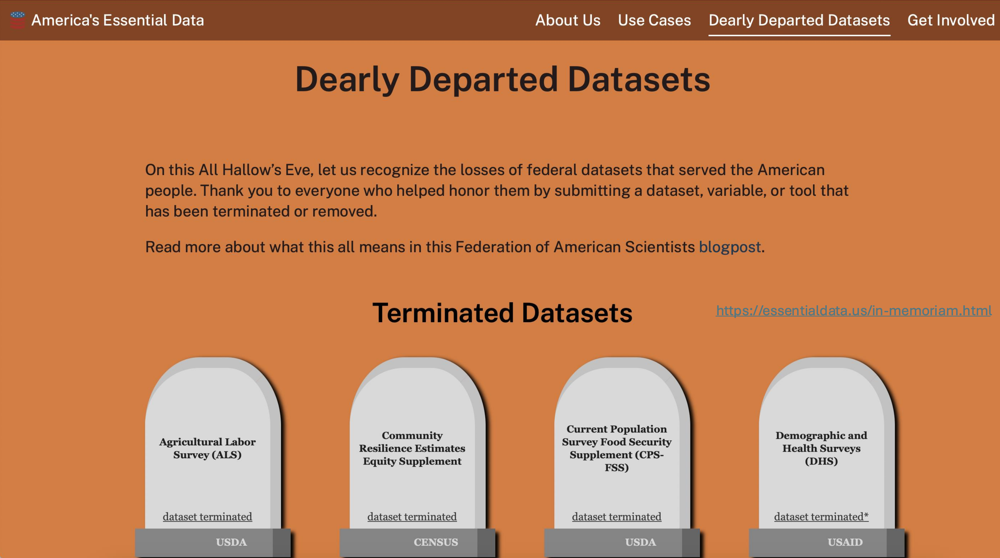 America's Essential Data
About Us
Use Cases
Dearly Departed Datasets
Get Involved
Dearly Departed Datasets
On this All Hallow’s Eve, let us recognize the losses of federal datasets that served the American
people. Thank you to everyone who helped honor them by submitting a dataset, variable, or tool that
has been terminated or removed.
Read more about what this all means in this Federation of American Scientists blogpost.
Terminated Datasets
https://essentialdata.us/in-memoriam.html
Agricultural Labor
Survey (ALS)
dataset terminated
USDA
Community
Resilience Estimates
Equity Supplement
dataset terminated
CENSUS
Current Population
Survey Food Security
Supplement (CPS-
FSS)
dataset terminated
USDA
Demographic and
Health Surveys
(DHS)
dataset terminated*
USAID